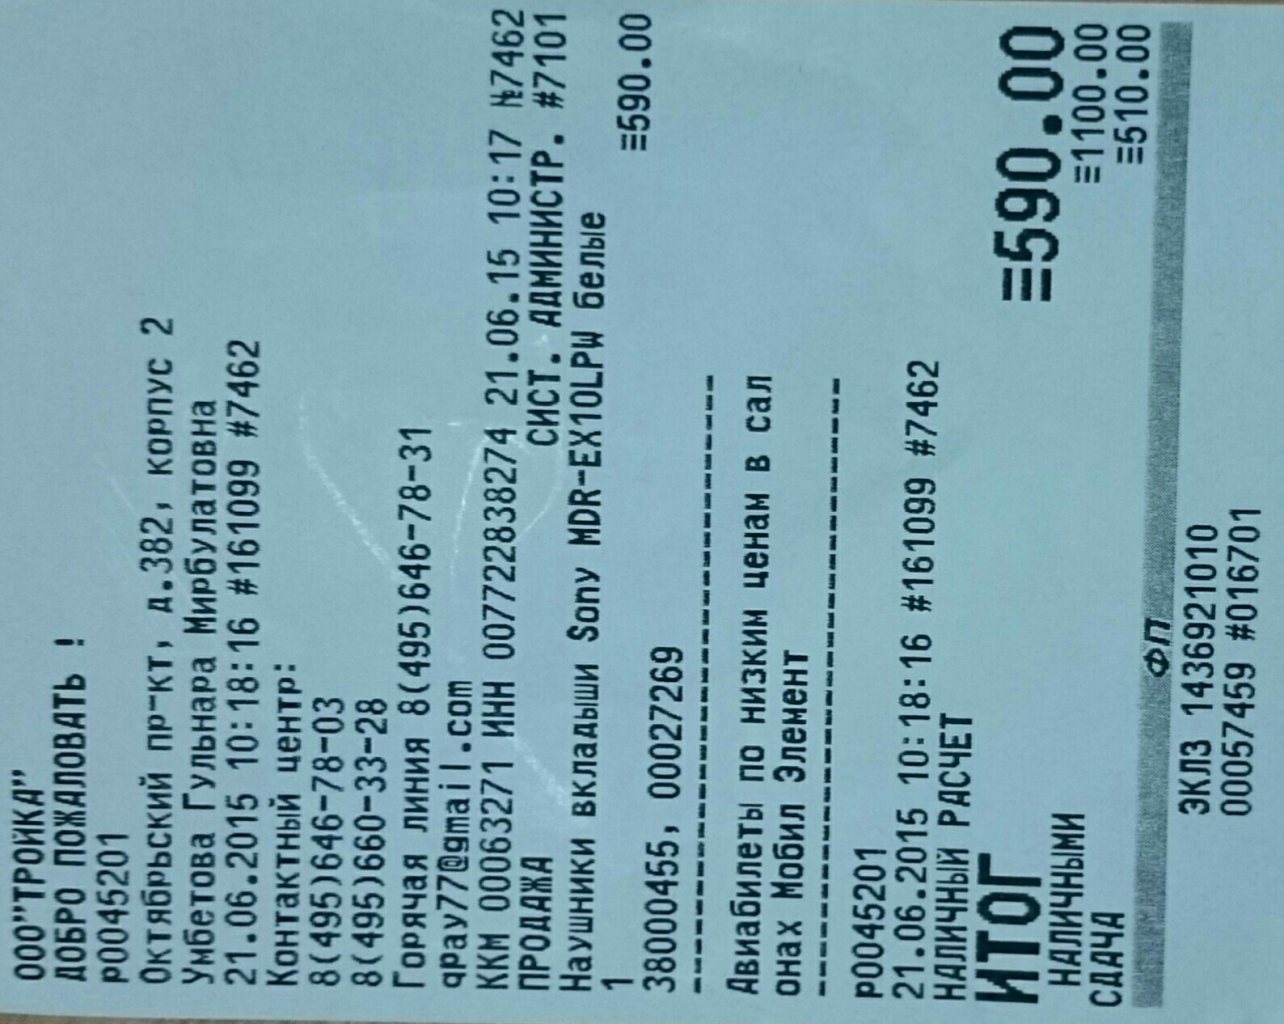 ООО"ТРОЙКА"
ДОБРО ПОЖАЛОВАТЬ !
р0045201
Октябрьский пр-кт, д.382, корпус 2
Умбетова Гульнара Мирбулатовна
21.06.2015 10:18:16 #161099 #7462
Контактный центр:
8(495)646-78-03
8(495)660-33-28
Горячая линия 8(495)646-78-31
qpay77@gmail.com
ККМ 00063271 ИНН 007722838274 21.06.15 10:17 №7462
ПРОДАЖА СИСТ. АДМИНИСТР. #7101
Наушники вкладыши Sony MDR-EX10LPW белые
1 ≡590.00
38000455, 00027269
Авиабилеты по низким ценам в сал
онах Мобил Элемент
р0045201
21.06.2015 10:18:16 #161099 #7462
НАЛИЧНЫЙ РАСЧЕТ
ИТОГ ≡590.00
НАЛИЧНЫМИ ≡1100.00
СДАЧА ≡510.00
ФП
ЭКЛЗ 1436921010
00057459 #016701